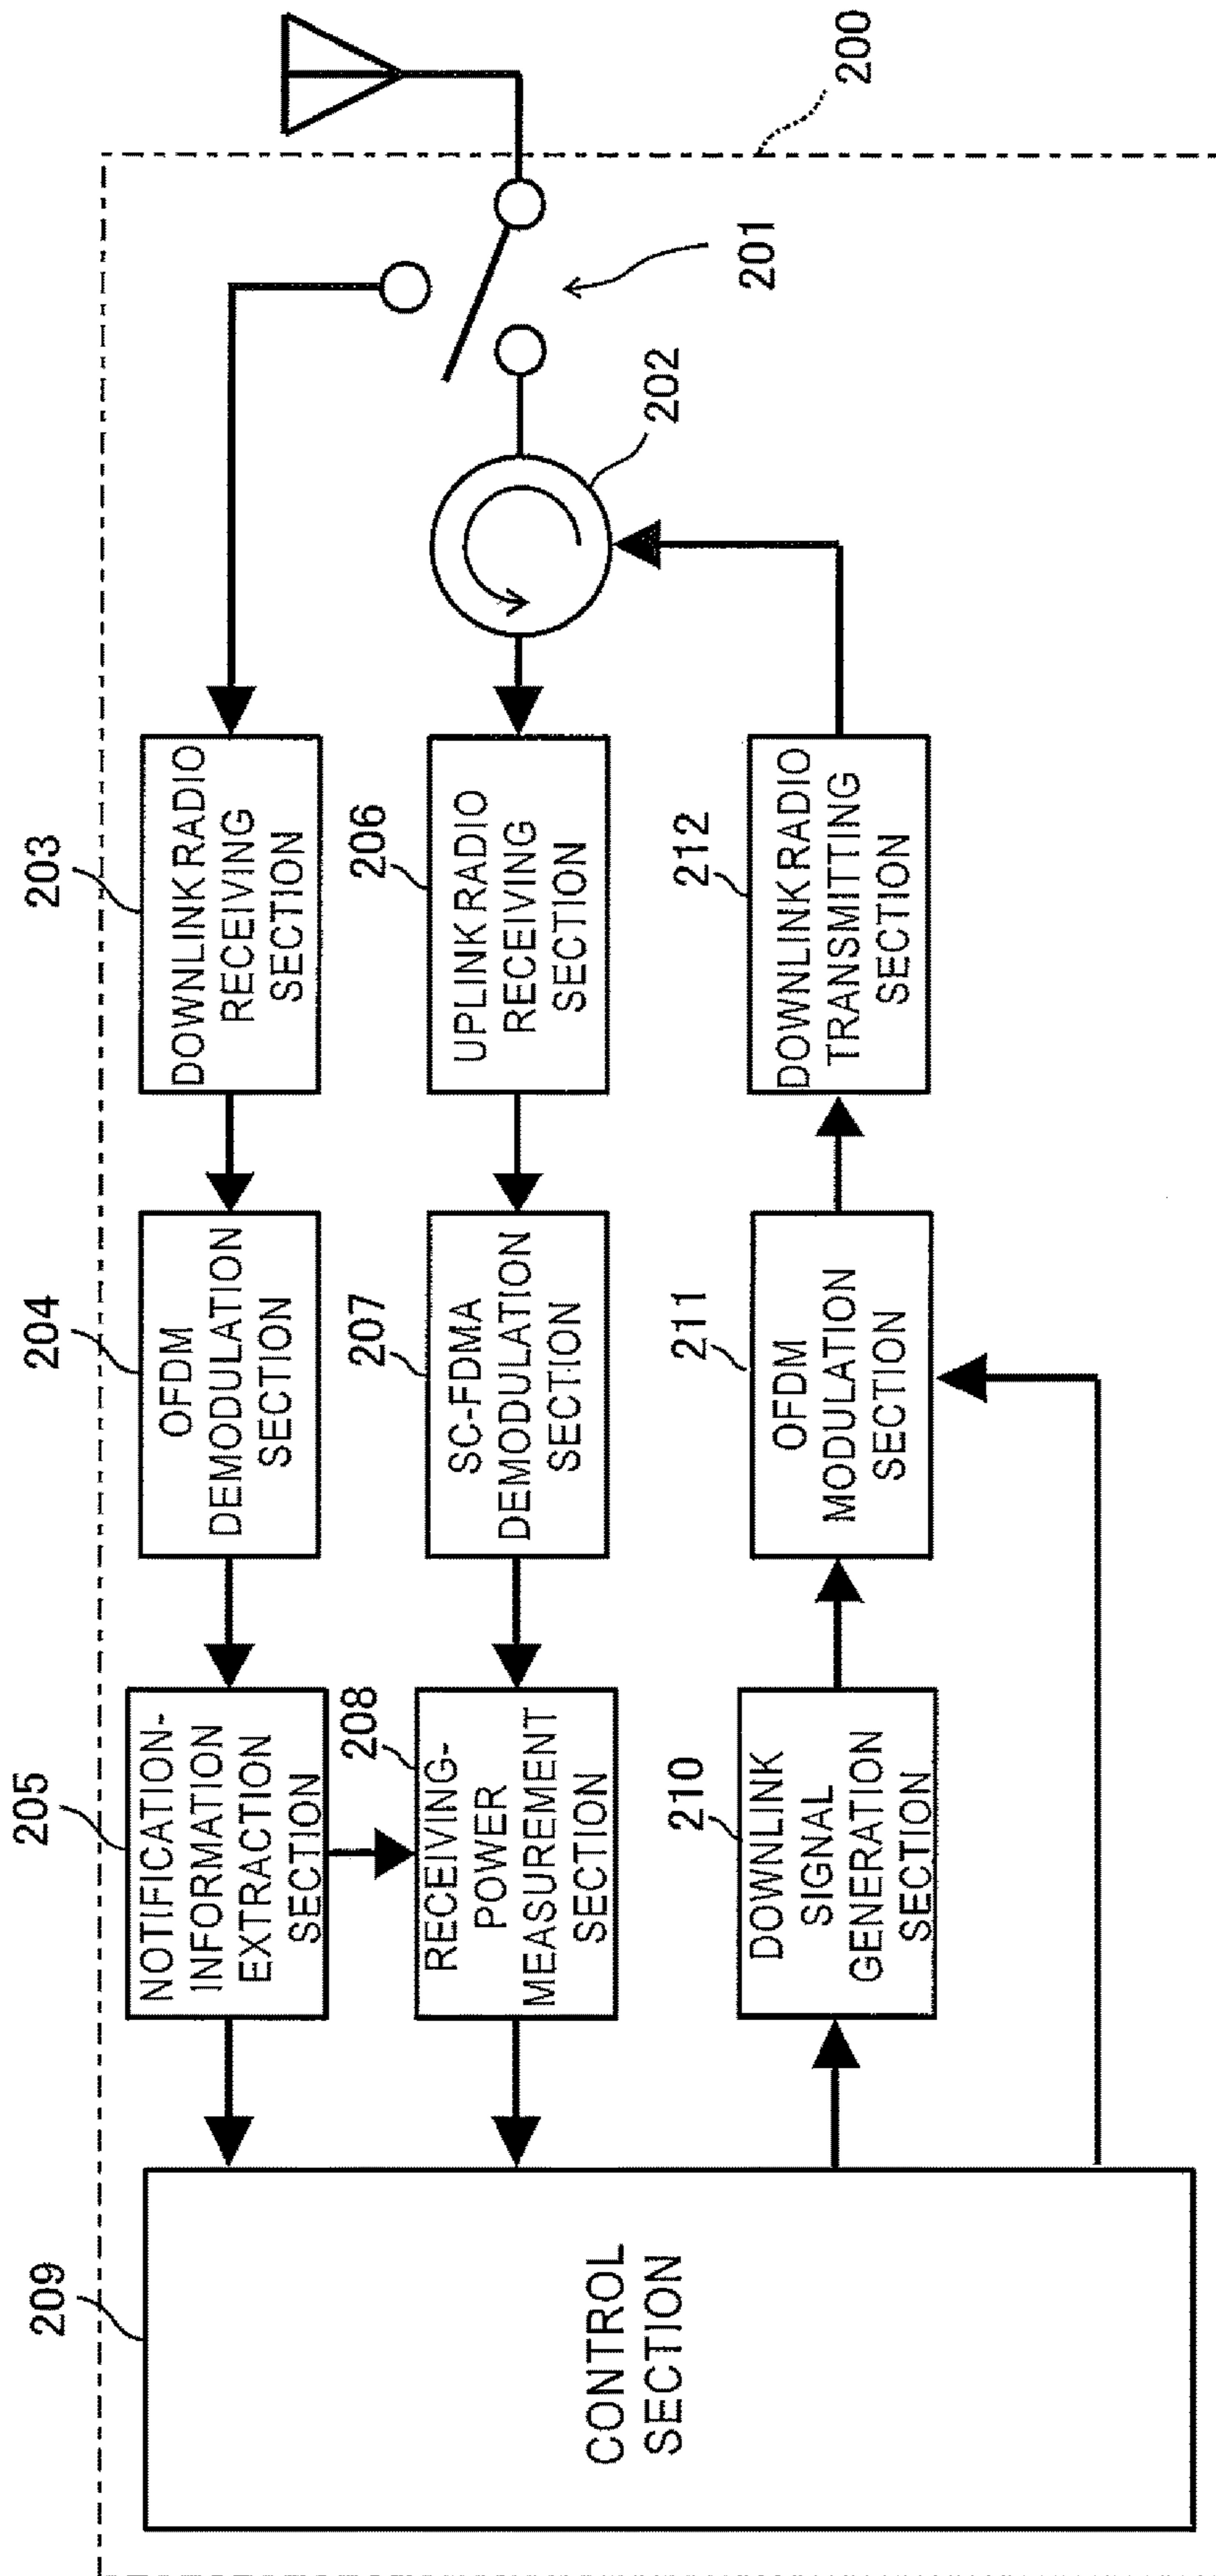 200
201
202
203
DOWNLINK RADIO
RECEIVING
SECTION
204
OFDM
DEMODULATION
SECTION
205
NOTIFICATION-
INFORMATION
EXTRACTION
SECTION
206
UPLINK RADIO
RECEIVING
SECTION
207
SC-FDMA
DEMODULATION
SECTION
208
RECEIVING-
POWER
MEASUREMENT
SECTION
209
CONTROL
SECTION
210
DOWNLINK
SIGNAL
GENERATION
SECTION
211
OFDM
MODULATION
SECTION
212
DOWNLINK RADIO
TRANSMITTING
SECTION